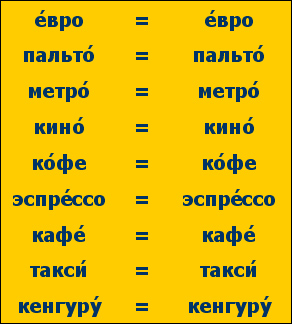 е́вро = е́вро
пальто́ = пальто́
метро́ = метро́
кино́ = кино́
ко́фе = ко́фе
эспре́ссо = эспре́ссо
кафе́ = кафе́
такси́ = такси́
кенгуру́ = кенгуру́